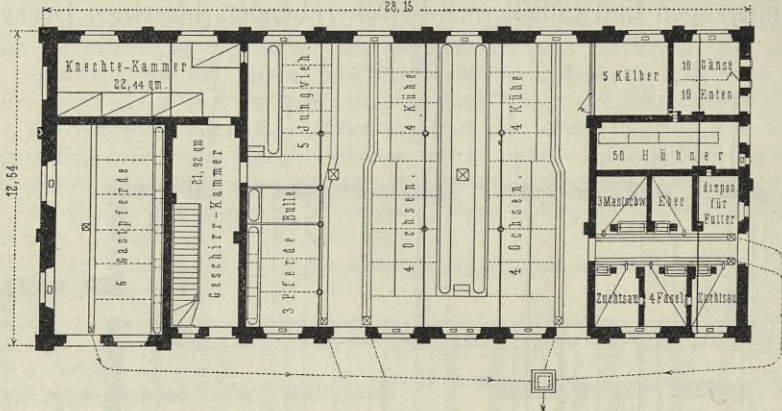 28,15
12,54
Knechte-Kammer
22,44 qm.
6 Gastpferde
Geschirr-Kammer
21,92 qm
5 Jungvieh
Bulle
3 Pferde
4 Kühe
4 Ochsen.
4 Kühe
4 Ochsen.
5 Kälber
10 Gänse
10 Enten
50 Hühner
3 Mastschw.
Eber
dispon.
für
Futter
Zuchtsau
4 Fasel
Zuchtsau